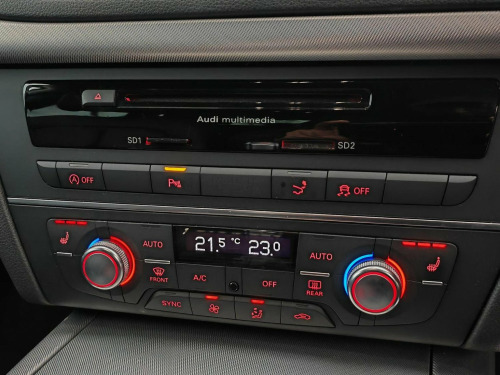 Audi multimedia
SD1 SD2
A OFF P OFF
21.5 °C 23.0
AUTO AUTO
FRONT A/C OFF REAR
SYNC